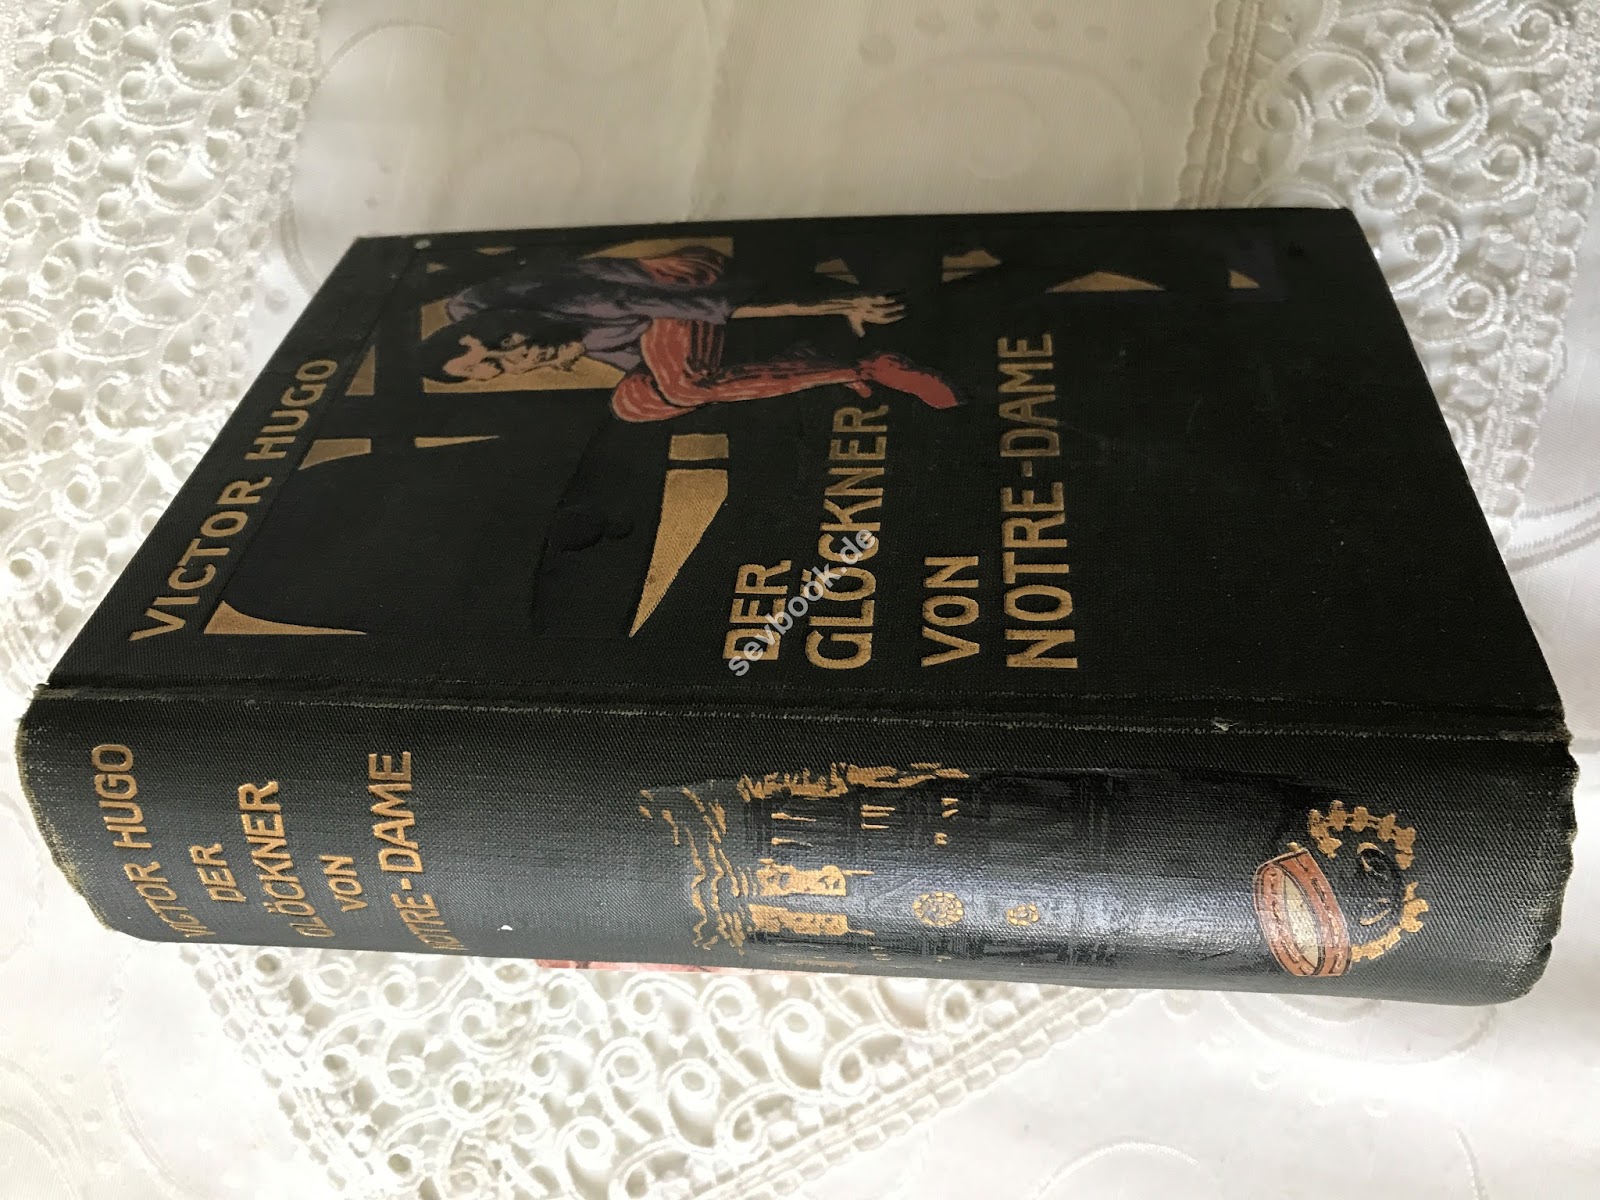 VICTOR HUGO
DER
GLÖCKNER
VON
NOTRE-DAME
sevbook.de
VICTOR HUGO
DER
GLÖCKNER
VON
NOTRE-DAME